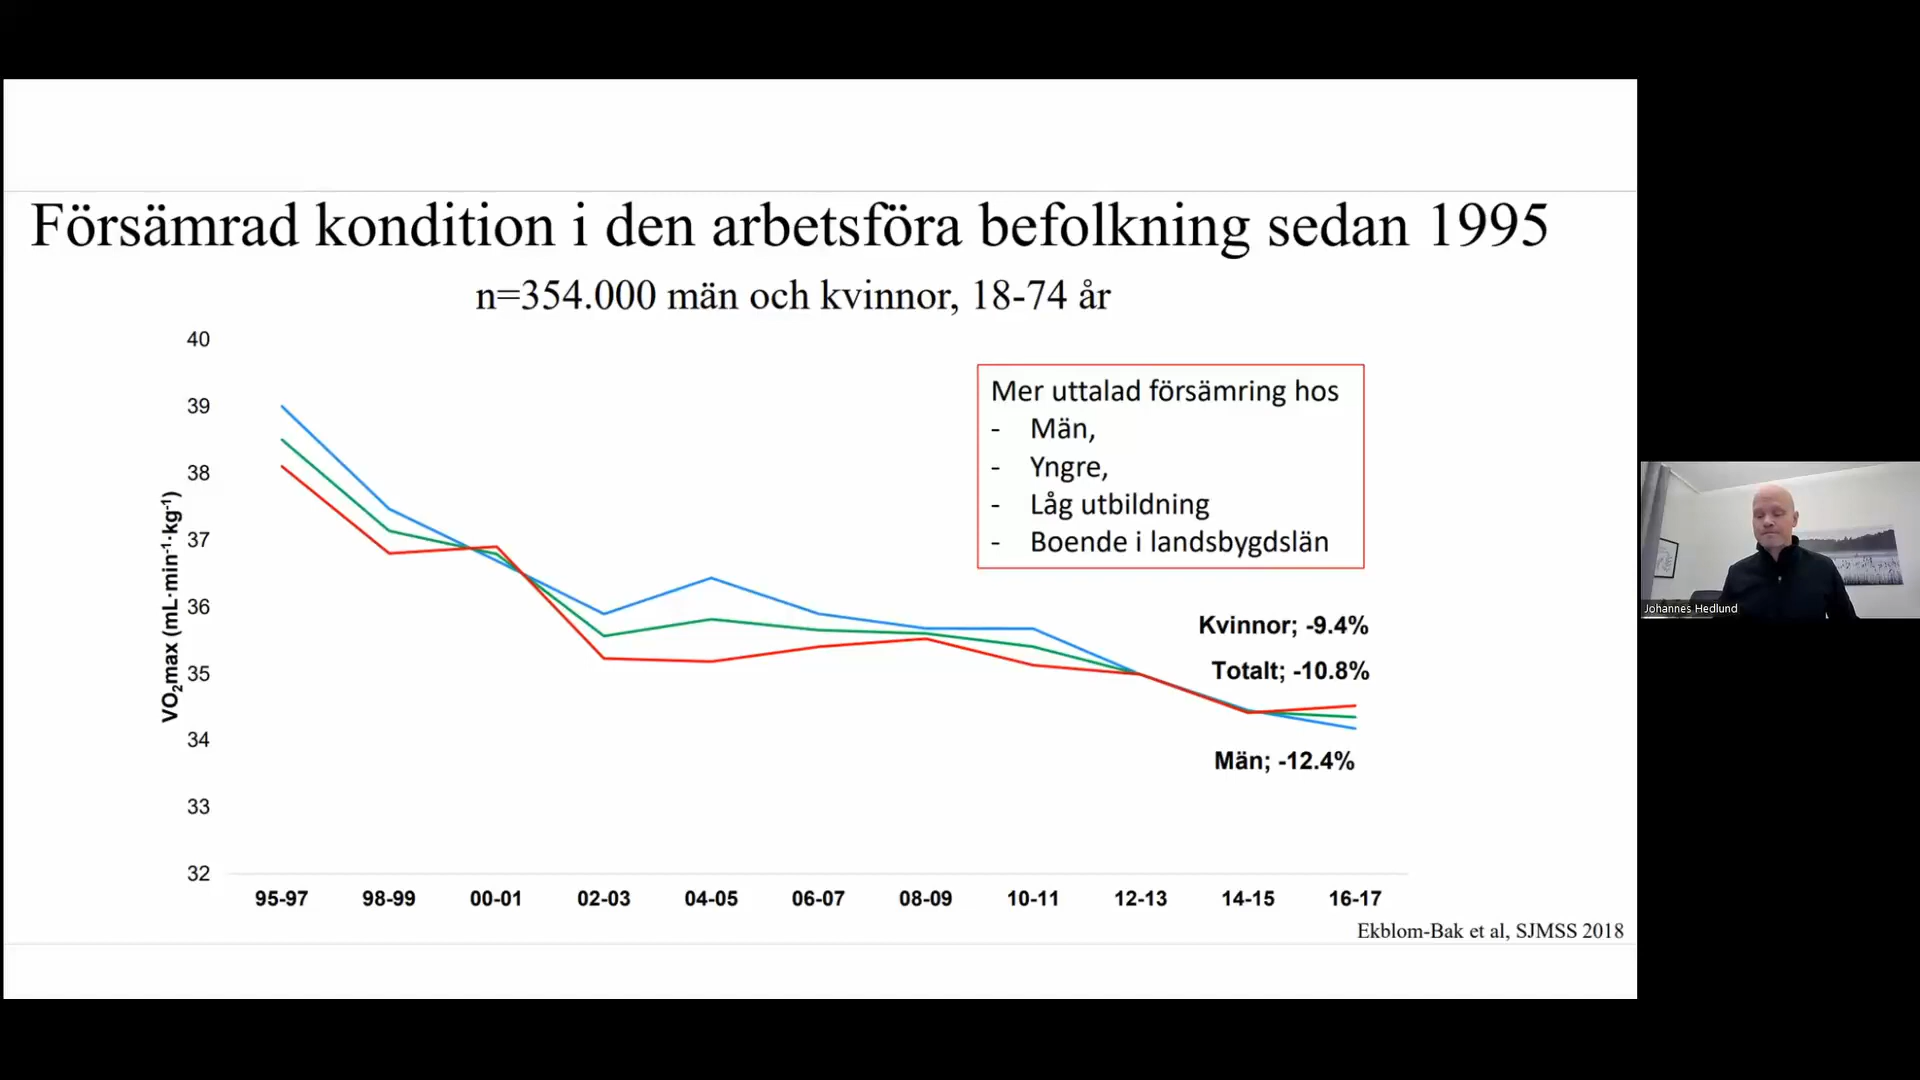 Försämrad kondition i den arbetsföra befolkning sedan 1995
n=354.000 män och kvinnor, 18-74 år
40
39
38
37
36
35
34
33
32
VO2max (mL·min-1·kg-1)
Mer uttalad försämring hos
- Män,
- Yngre,
- Låg utbildning
- Boende i landsbygdslän
Kvinnor; -9.4%
Totalt; -10.8%
Män; -12.4%
95-97 98-99 00-01 02-03 04-05 06-07 08-09 10-11 12-13 14-15 16-17
Ekblom-Bak et al, SJMSS 2018
Johannes Hedlund